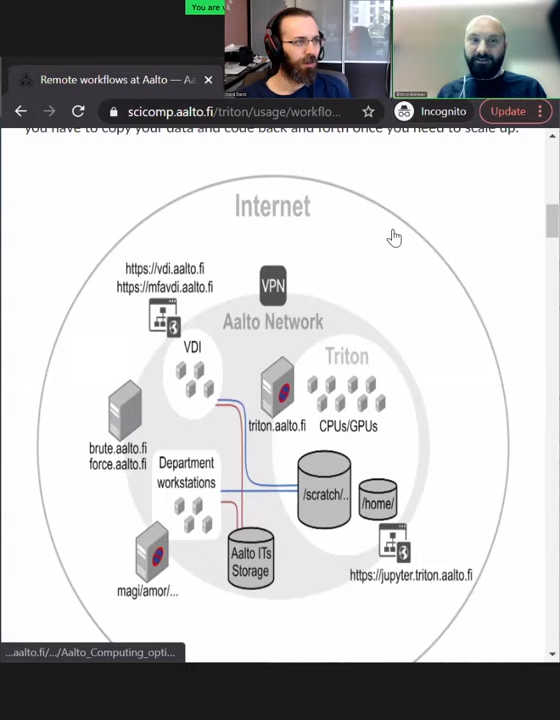 You are v
Remote workflows at Aalto — Aa
scicomp.aalto.fi/triton/usage/workflo...
Incognito
Update
you have to copy your data and code back and forth once you need to scale up.
Internet
https://vdi.aalto.fi
https://mfavdi.aalto.fi
VPN
Aalto Network
VDI
Triton
triton.aalto.fi
CPUs/GPUs
brute.aalto.fi
force.aalto.fi
Department
workstations
/scratch/..
/home/
Aalto ITs
Storage
magi/amor/...
https://jupyter.triton.aalto.fi
...aalto.fi/.../Aalto_Computing_opti...